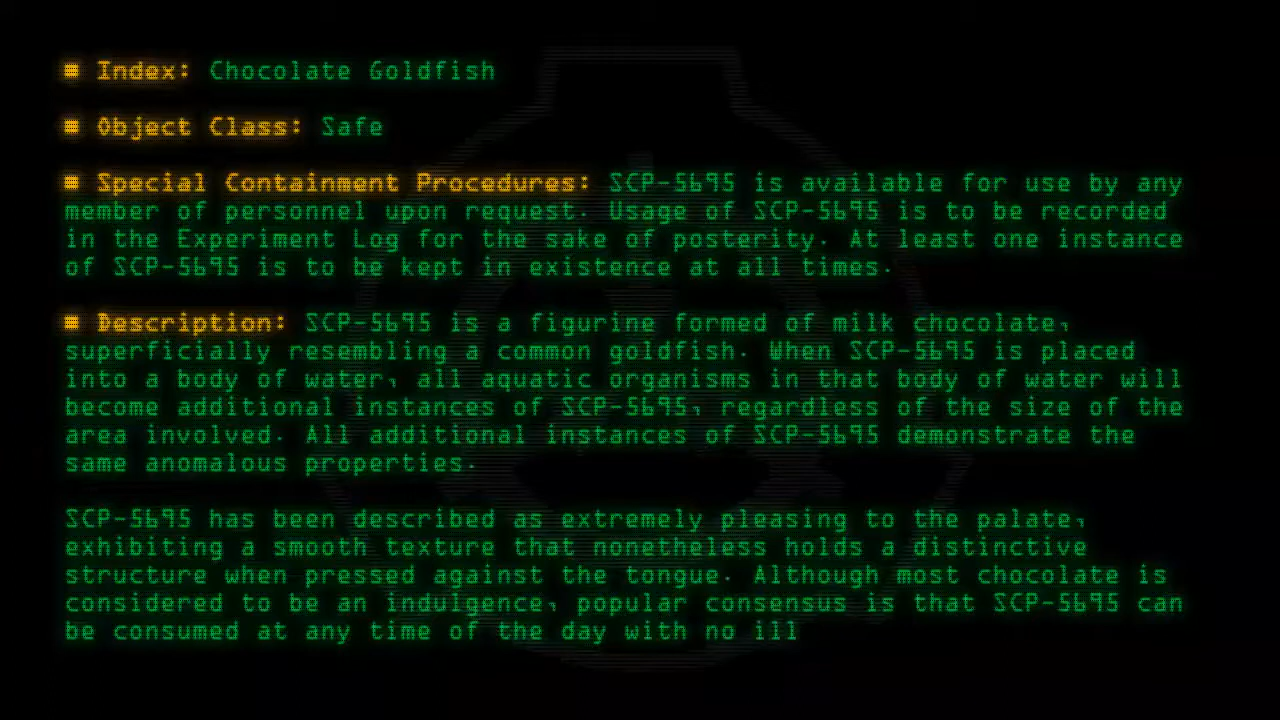 ■ Index: Chocolate Goldfish
■ Object Class: Safe
■ Special Containment Procedures: SCP-5695 is available for use by any
member of personnel upon request. Usage of SCP-5695 is to be recorded
in the Experiment Log for the sake of posterity. At least one instance
of SCP-5695 is to be kept in existence at all times.
■ Description: SCP-5695 is a figurine formed of milk chocolate,
superficially resembling a common goldfish. When SCP-5695 is placed
into a body of water, all aquatic organisms in that body of water will
become additional instances of SCP-5695, regardless of the size of the
area involved. All additional instances of SCP-5695 demonstrate the
same anomalous properties.
SCP-5695 has been described as extremely pleasing to the palate,
exhibiting a smooth texture that nonetheless holds a distinctive
structure when pressed against the tongue. Although most chocolate is
considered to be an indulgence, popular consensus is that SCP-5695 can
be consumed at any time of the day with no ill